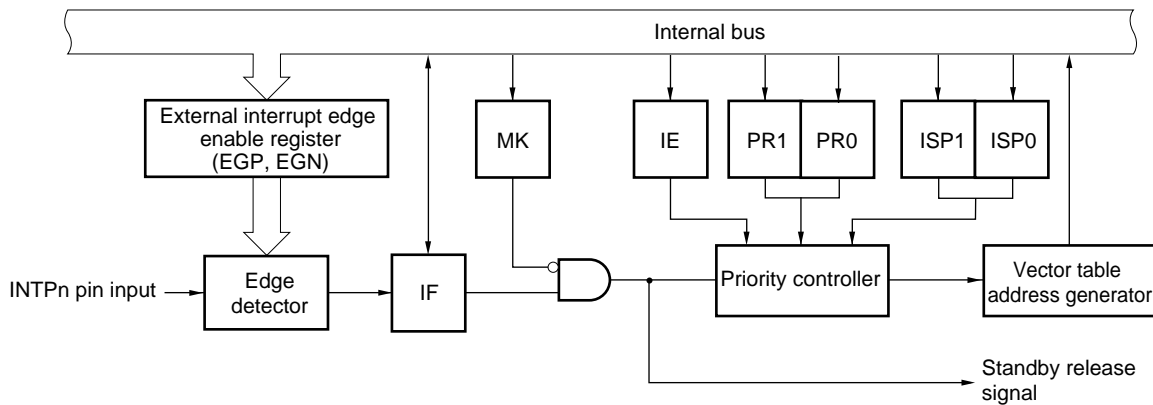 Internal bus
External interrupt edge
enable register
(EGP, EGN)
MK
IE
PR1
PR0
ISP1
ISP0
INTPn pin input
Edge
detector
IF
Priority controller
Vector table
address generator
Standby release
signal